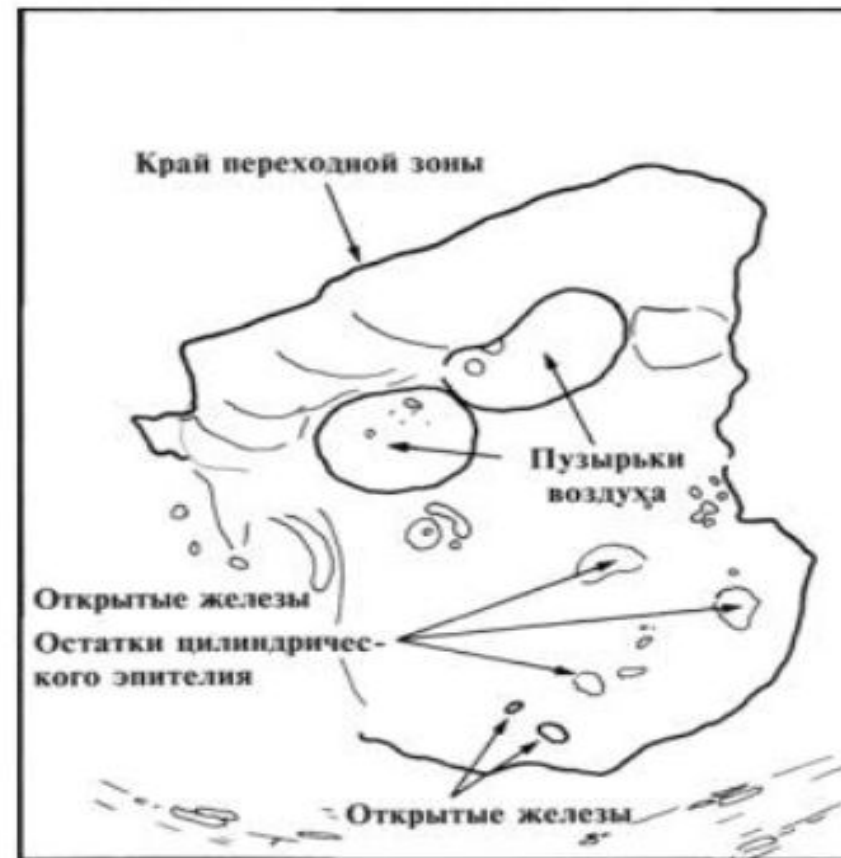 Край переходной зоны
Пузырьки
воздуха
Открытые железы
Остатки цилиндричес-
кого эпителия
Открытые железы